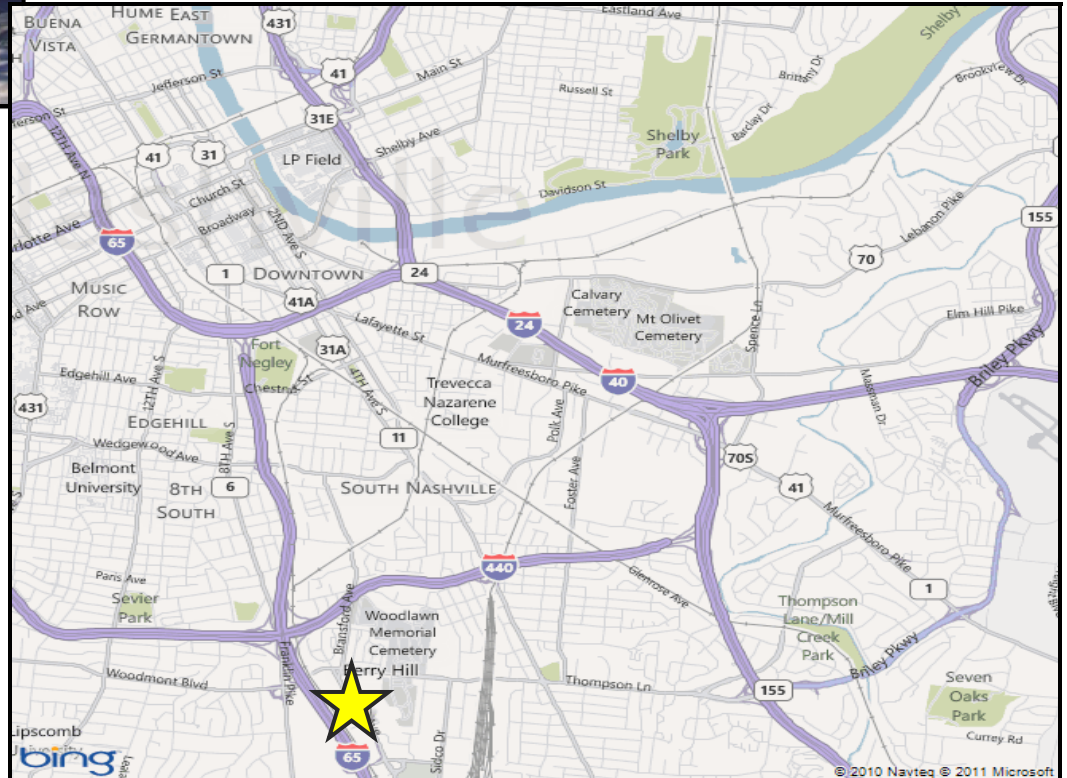 HUME EAST
BUENA
VISTA
GERMANTOWN
431
Eastland Ave
Shelby
Jefferson St
41
Main St
Brittany Dr
Brookview Dr
Russell St
31E
Barclay Dr
12TH Ave N
41
31
LP Field
Shelby Ave
Shelby
Park
Church St
Davidson St
Broadway
2ND Ave S
Lebanon Pike
155
65
70
1
DOWNTOWN
24
MUSIC
ROW
41A
Calvary
Cemetery
Mt Olivet
Cemetery
Spence Ln
Elm Hill Pike
24
Lafayette St
Fort
Negley
31A
Murfreesboro Pike
Briley Pkwy
Edgehill Ave
12TH Ave S
Chestnut St
4TH Ave S
Trevecca
Nazarene
College
40
Massman Dr
431
EDGEHILL
8TH Ave S
11
Polk Ave
Wedgewood Ave
70S
Belmont
University
8TH
SOUTH
6
SOUTH NASHVILLE
Foster Ave
41
Murfreesboro Pike
440
Glenrose Ave
Paris Ave
Sevier
Park
Bransford Ave
Woodlawn
Memorial
Cemetery
1
Thompson
Lane/Mill
Creek
Park
Franklin Pike
Berry Hill
Briley Pkwy
Woodmont Blvd
Thompson Ln
155
Seven
Oaks
Park
Lipscomb
University
Sidco Dr
Currey Rd
bing
65
© 2010 Navteq © 2011 Microsoft